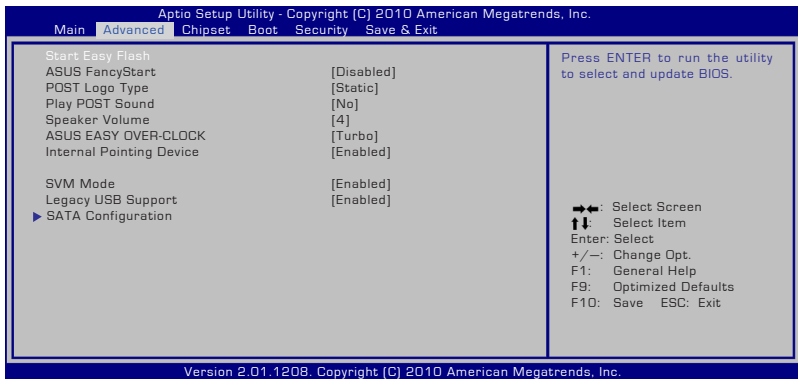 Aptio Setup Utility - Copyright (C) 2010 American Megatrends, Inc.
Main Advanced Chipset Boot Security Save & Exit
Start Easy Flash
ASUS FancyStart [Disabled]
POST Logo Type [Static]
Play POST Sound [No]
Speaker Volume [4]
ASUS EASY OVER-CLOCK [Turbo]
Internal Pointing Device [Enabled]
SVM Mode [Enabled]
Legacy USB Support [Enabled]
SATA Configuration
Press ENTER to run the utility
to select and update BIOS.
→←: Select Screen
↑↓: Select Item
Enter: Select
+/–: Change Opt.
F1: General Help
F9: Optimized Defaults
F10: Save ESC: Exit
Version 2.01.1208. Copyright (C) 2010 American Megatrends, Inc.